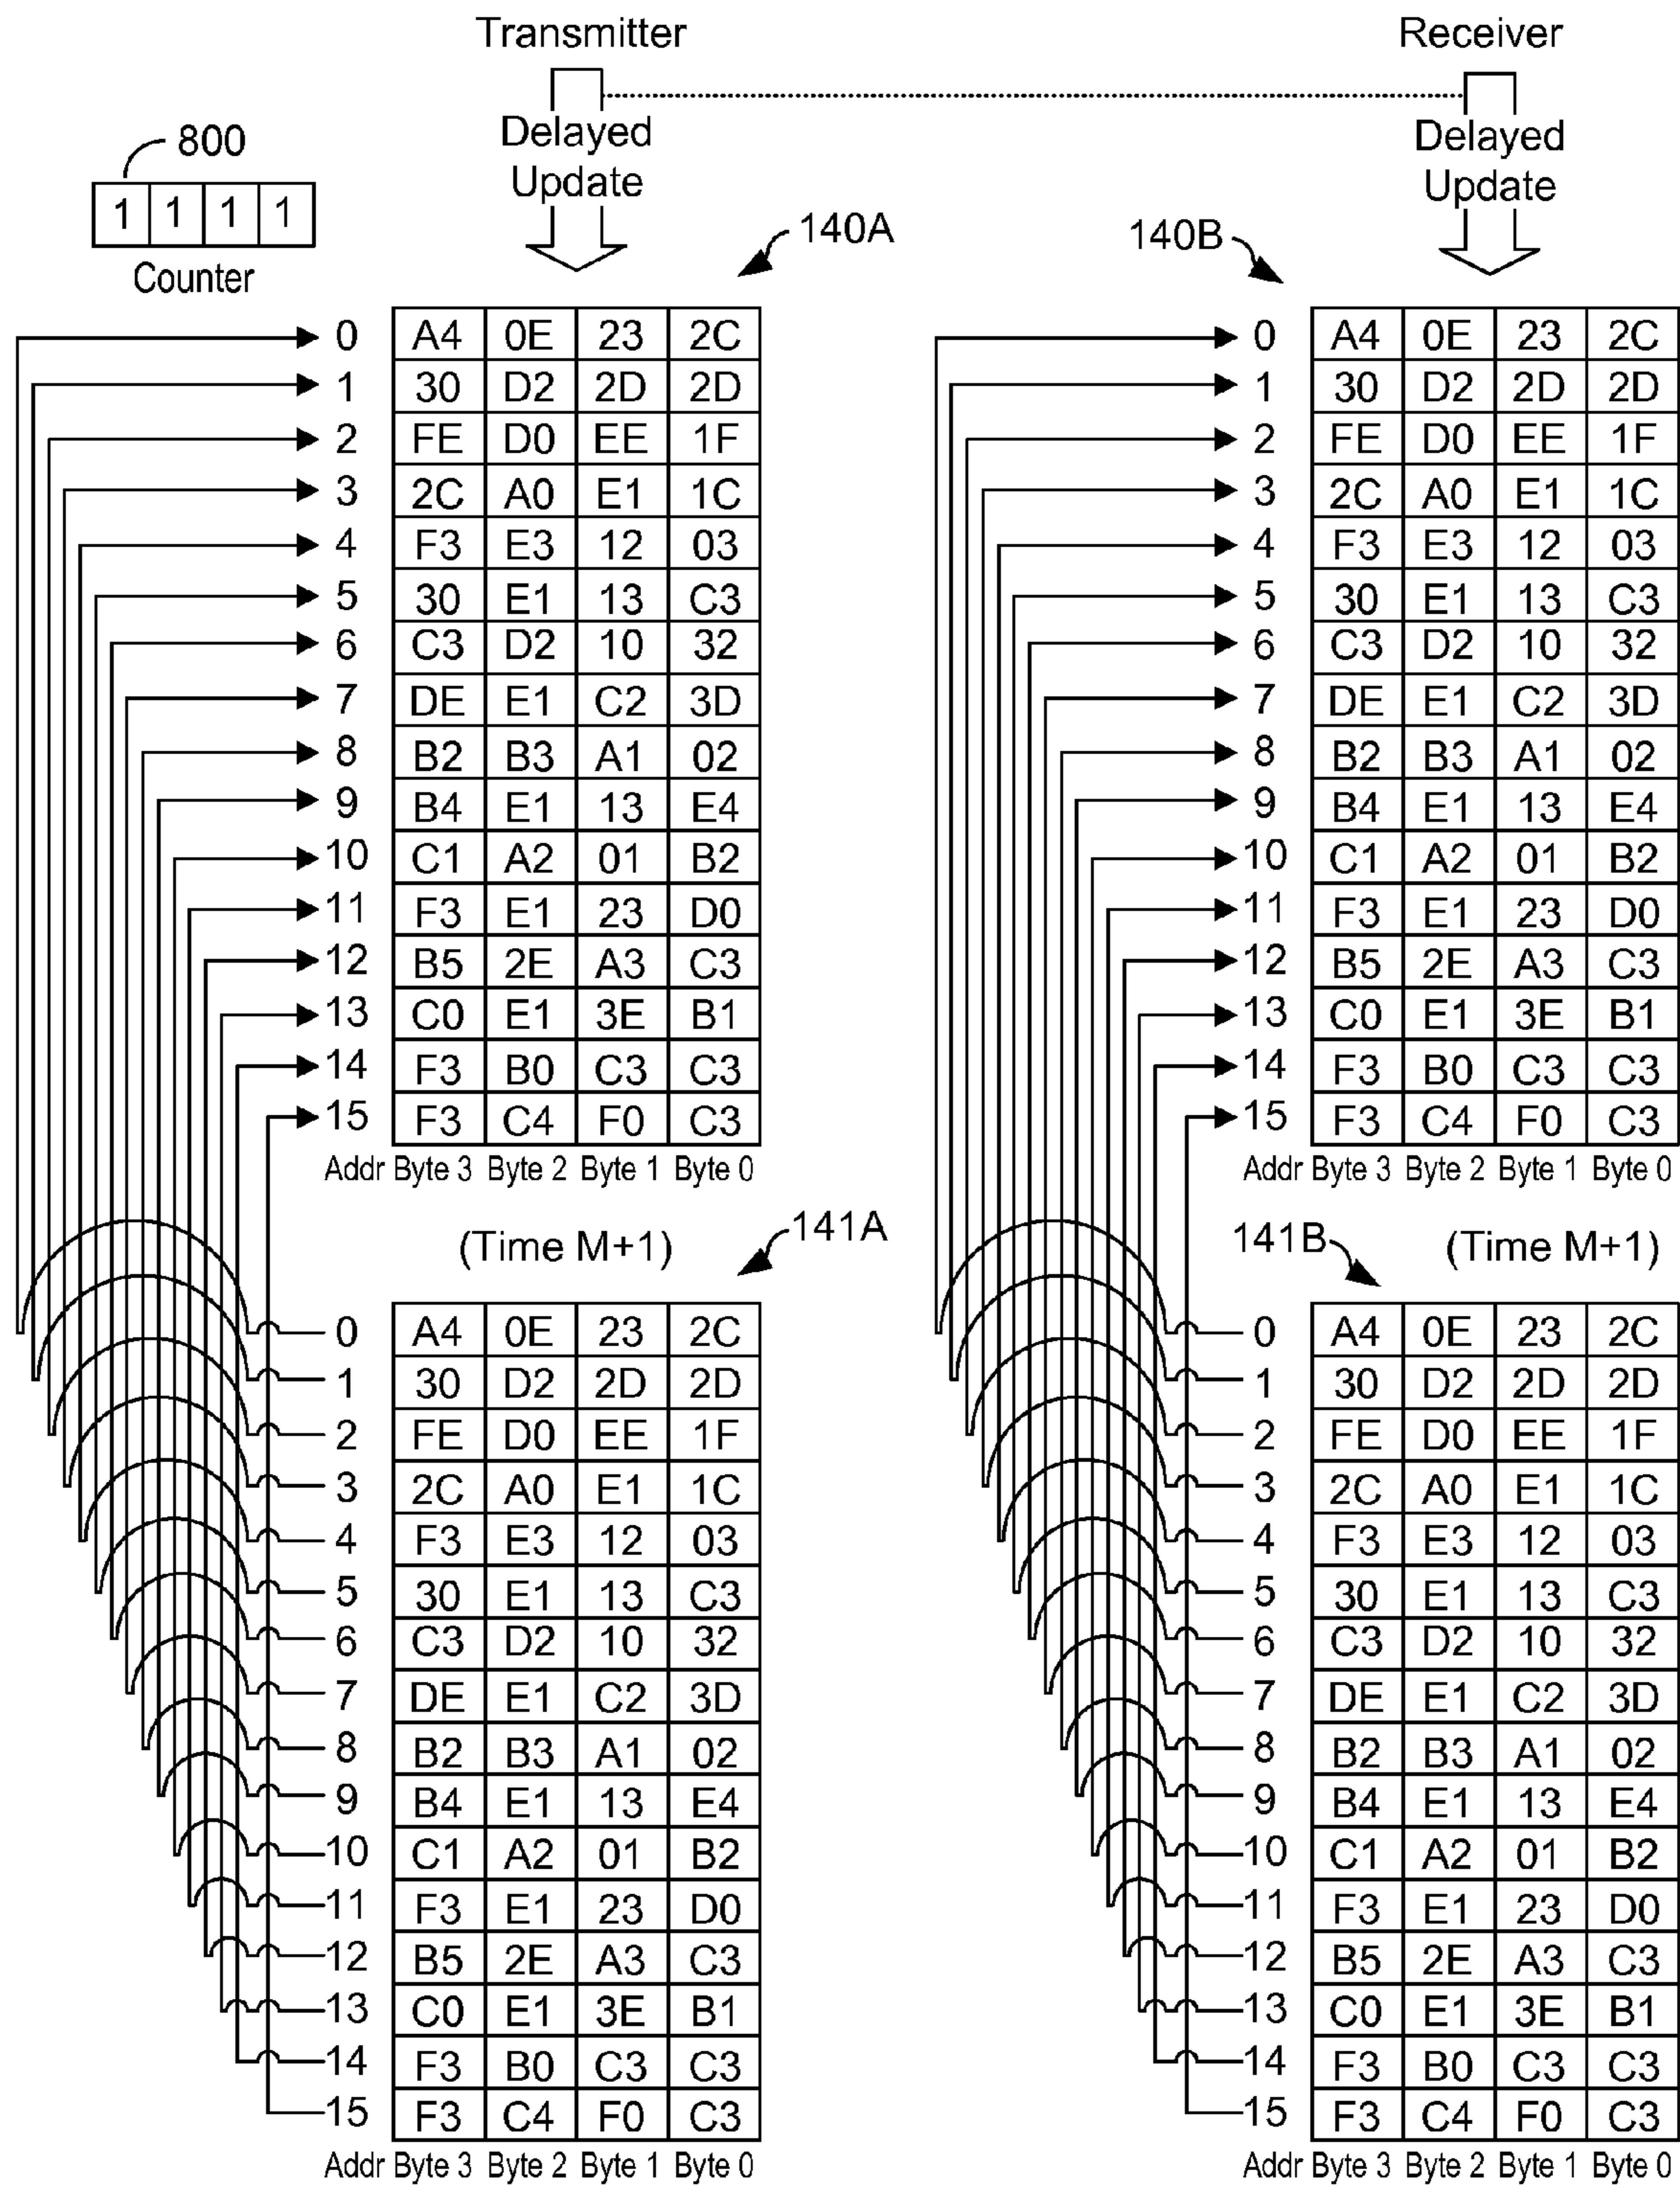 Transmitter Receiver
Delayed Update Delayed Update
800
1 1 1 1
Counter
140A 140B
0 A4 0E 23 2C 0 A4 0E 23 2C
1 30 D2 2D 2D 1 30 D2 2D 2D
2 FE D0 EE 1F 2 FE D0 EE 1F
3 2C A0 E1 1C 3 2C A0 E1 1C
4 F3 E3 12 03 4 F3 E3 12 03
5 30 E1 13 C3 5 30 E1 13 C3
6 C3 D2 10 32 6 C3 D2 10 32
7 DE E1 C2 3D 7 DE E1 C2 3D
8 B2 B3 A1 02 8 B2 B3 A1 02
9 B4 E1 13 E4 9 B4 E1 13 E4
10 C1 A2 01 B2 10 C1 A2 01 B2
11 F3 E1 23 D0 11 F3 E1 23 D0
12 B5 2E A3 C3 12 B5 2E A3 C3
13 C0 E1 3E B1 13 C0 E1 3E B1
14 F3 B0 C3 C3 14 F3 B0 C3 C3
15 F3 C4 F0 C3 15 F3 C4 F0 C3
Addr Byte 3 Byte 2 Byte 1 Byte 0 Addr Byte 3 Byte 2 Byte 1 Byte 0
(Time M+1) 141A 141B (Time M+1)
0 A4 0E 23 2C 0 A4 0E 23 2C
1 30 D2 2D 2D 1 30 D2 2D 2D
2 FE D0 EE 1F 2 FE D0 EE 1F
3 2C A0 E1 1C 3 2C A0 E1 1C
4 F3 E3 12 03 4 F3 E3 12 03
5 30 E1 13 C3 5 30 E1 13 C3
6 C3 D2 10 32 6 C3 D2 10 32
7 DE E1 C2 3D 7 DE E1 C2 3D
8 B2 B3 A1 02 8 B2 B3 A1 02
9 B4 E1 13 E4 9 B4 E1 13 E4
10 C1 A2 01 B2 10 C1 A2 01 B2
11 F3 E1 23 D0 11 F3 E1 23 D0
12 B5 2E A3 C3 12 B5 2E A3 C3
13 C0 E1 3E B1 13 C0 E1 3E B1
14 F3 B0 C3 C3 14 F3 B0 C3 C3
15 F3 C4 F0 C3 15 F3 C4 F0 C3
Addr Byte 3 Byte 2 Byte 1 Byte 0 Addr Byte 3 Byte 2 Byte 1 Byte 0